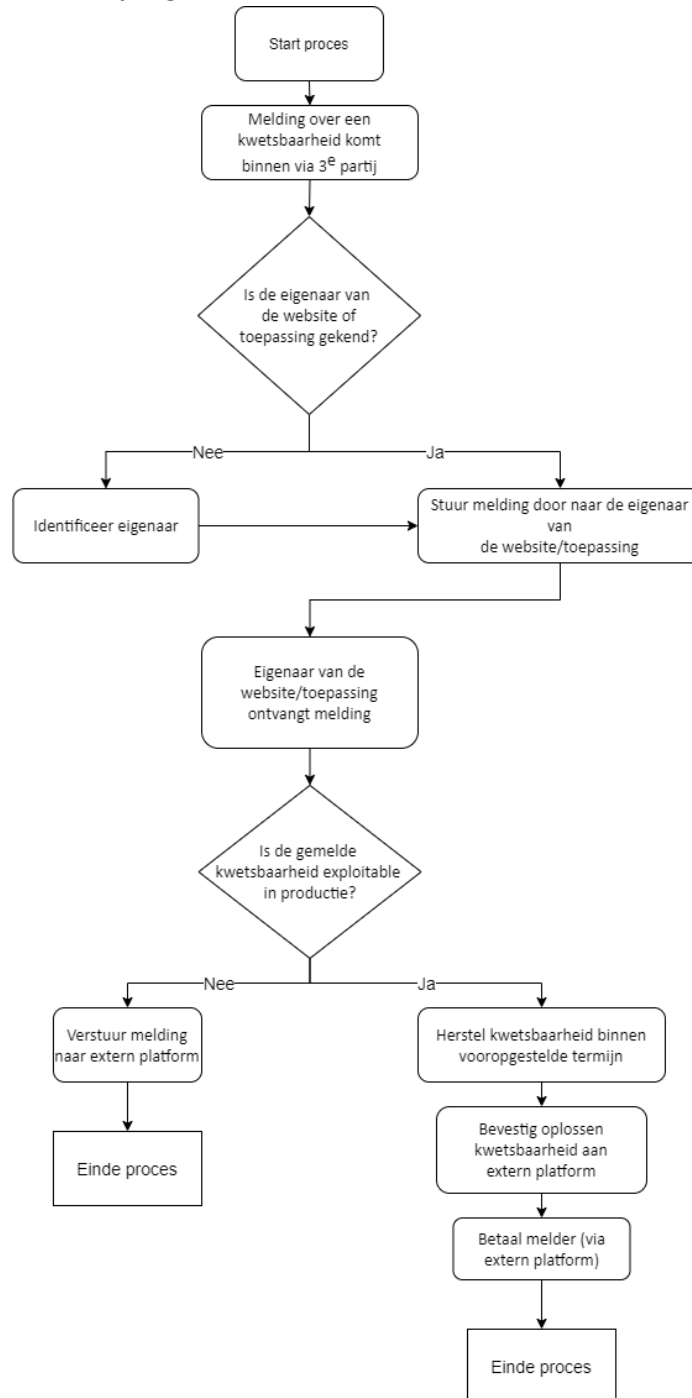 Start proces
Melding over een
kwetsbaarheid komt
binnen via 3e partij
Is de eigenaar van
de website of
toepassing gekend?
Nee
Ja
Identificeer eigenaar
Stuur melding door naar de eigenaar
van
de website/toepassing
Eigenaar van de
website/toepassing
ontvangt melding
Is de gemelde
kwetsbaarheid exploitable
in productie?
Nee
Ja
Verstuur melding
naar extern platform
Herstel kwetsbaarheid binnen
vooropgestelde termijn
Einde proces
Bevestig oplossen
kwetsbaarheid aan
extern platform
Betaal melder (via
extern platform)
Einde proces